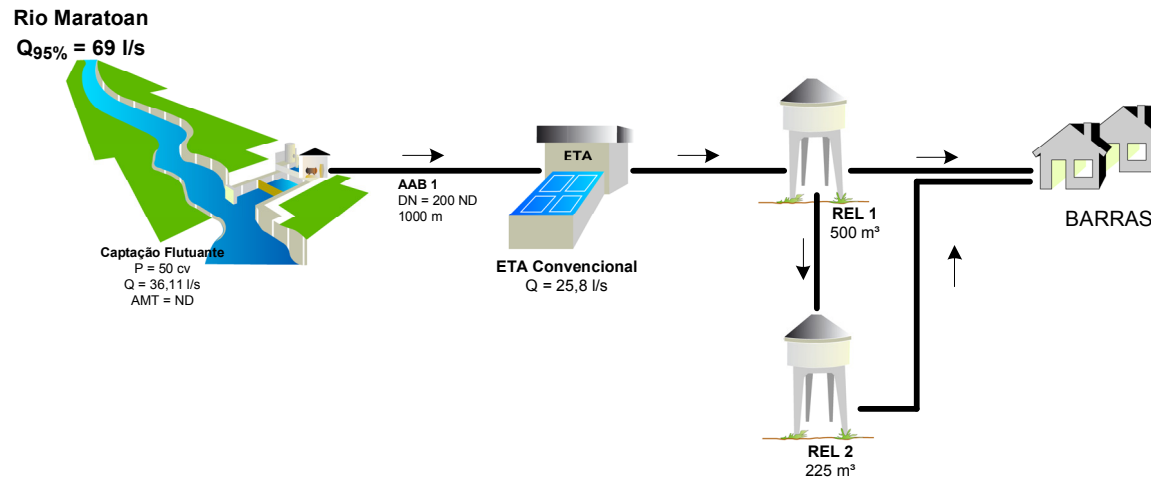 Rio Maratoan
Q95% = 69 l/s
Captação Flutuante
P = 50 cv
Q = 36,11 l/s
AMT = ND
AAB 1
DN = 200 ND
1000 m
ETA
ETA Convencional
Q = 25,8 l/s
REL 1
500 m³
REL 2
225 m³
BARRAS